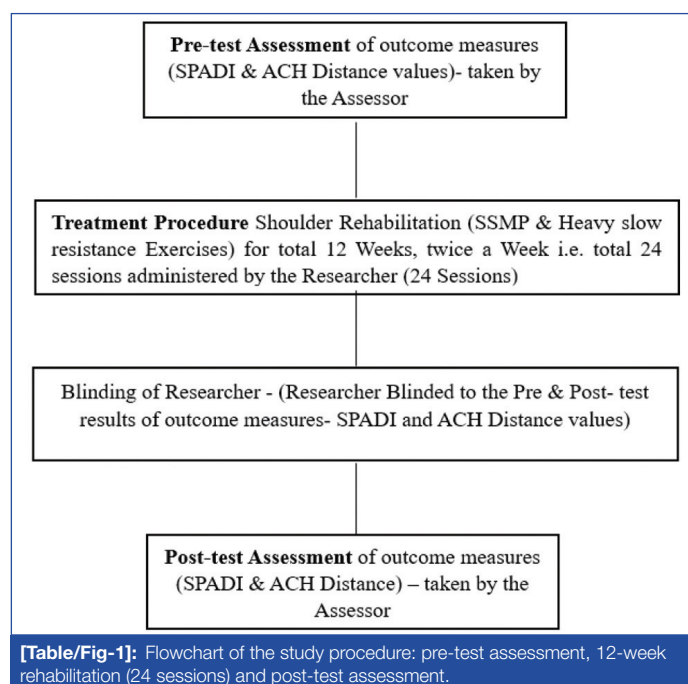 Pre-test Assessment of outcome measures
(SPADI & ACH Distance values)- taken by
the Assessor
Treatment Procedure Shoulder Rehabilitation (SSMP & Heavy slow
resistance Exercises) for total 12 Weeks, twice a Week i.e. total 24
sessions administered by the Researcher (24 Sessions)
Blinding of Researcher - (Researcher Blinded to the Pre & Post- test
results of outcome measures- SPADI and ACH Distance values)
Post-test Assessment of outcome measures
(SPADI & ACH Distance) – taken by the
Assessor
[Table/Fig-1]: Flowchart of the study procedure: pre-test assessment, 12-week
rehabilitation (24 sessions) and post-test assessment.